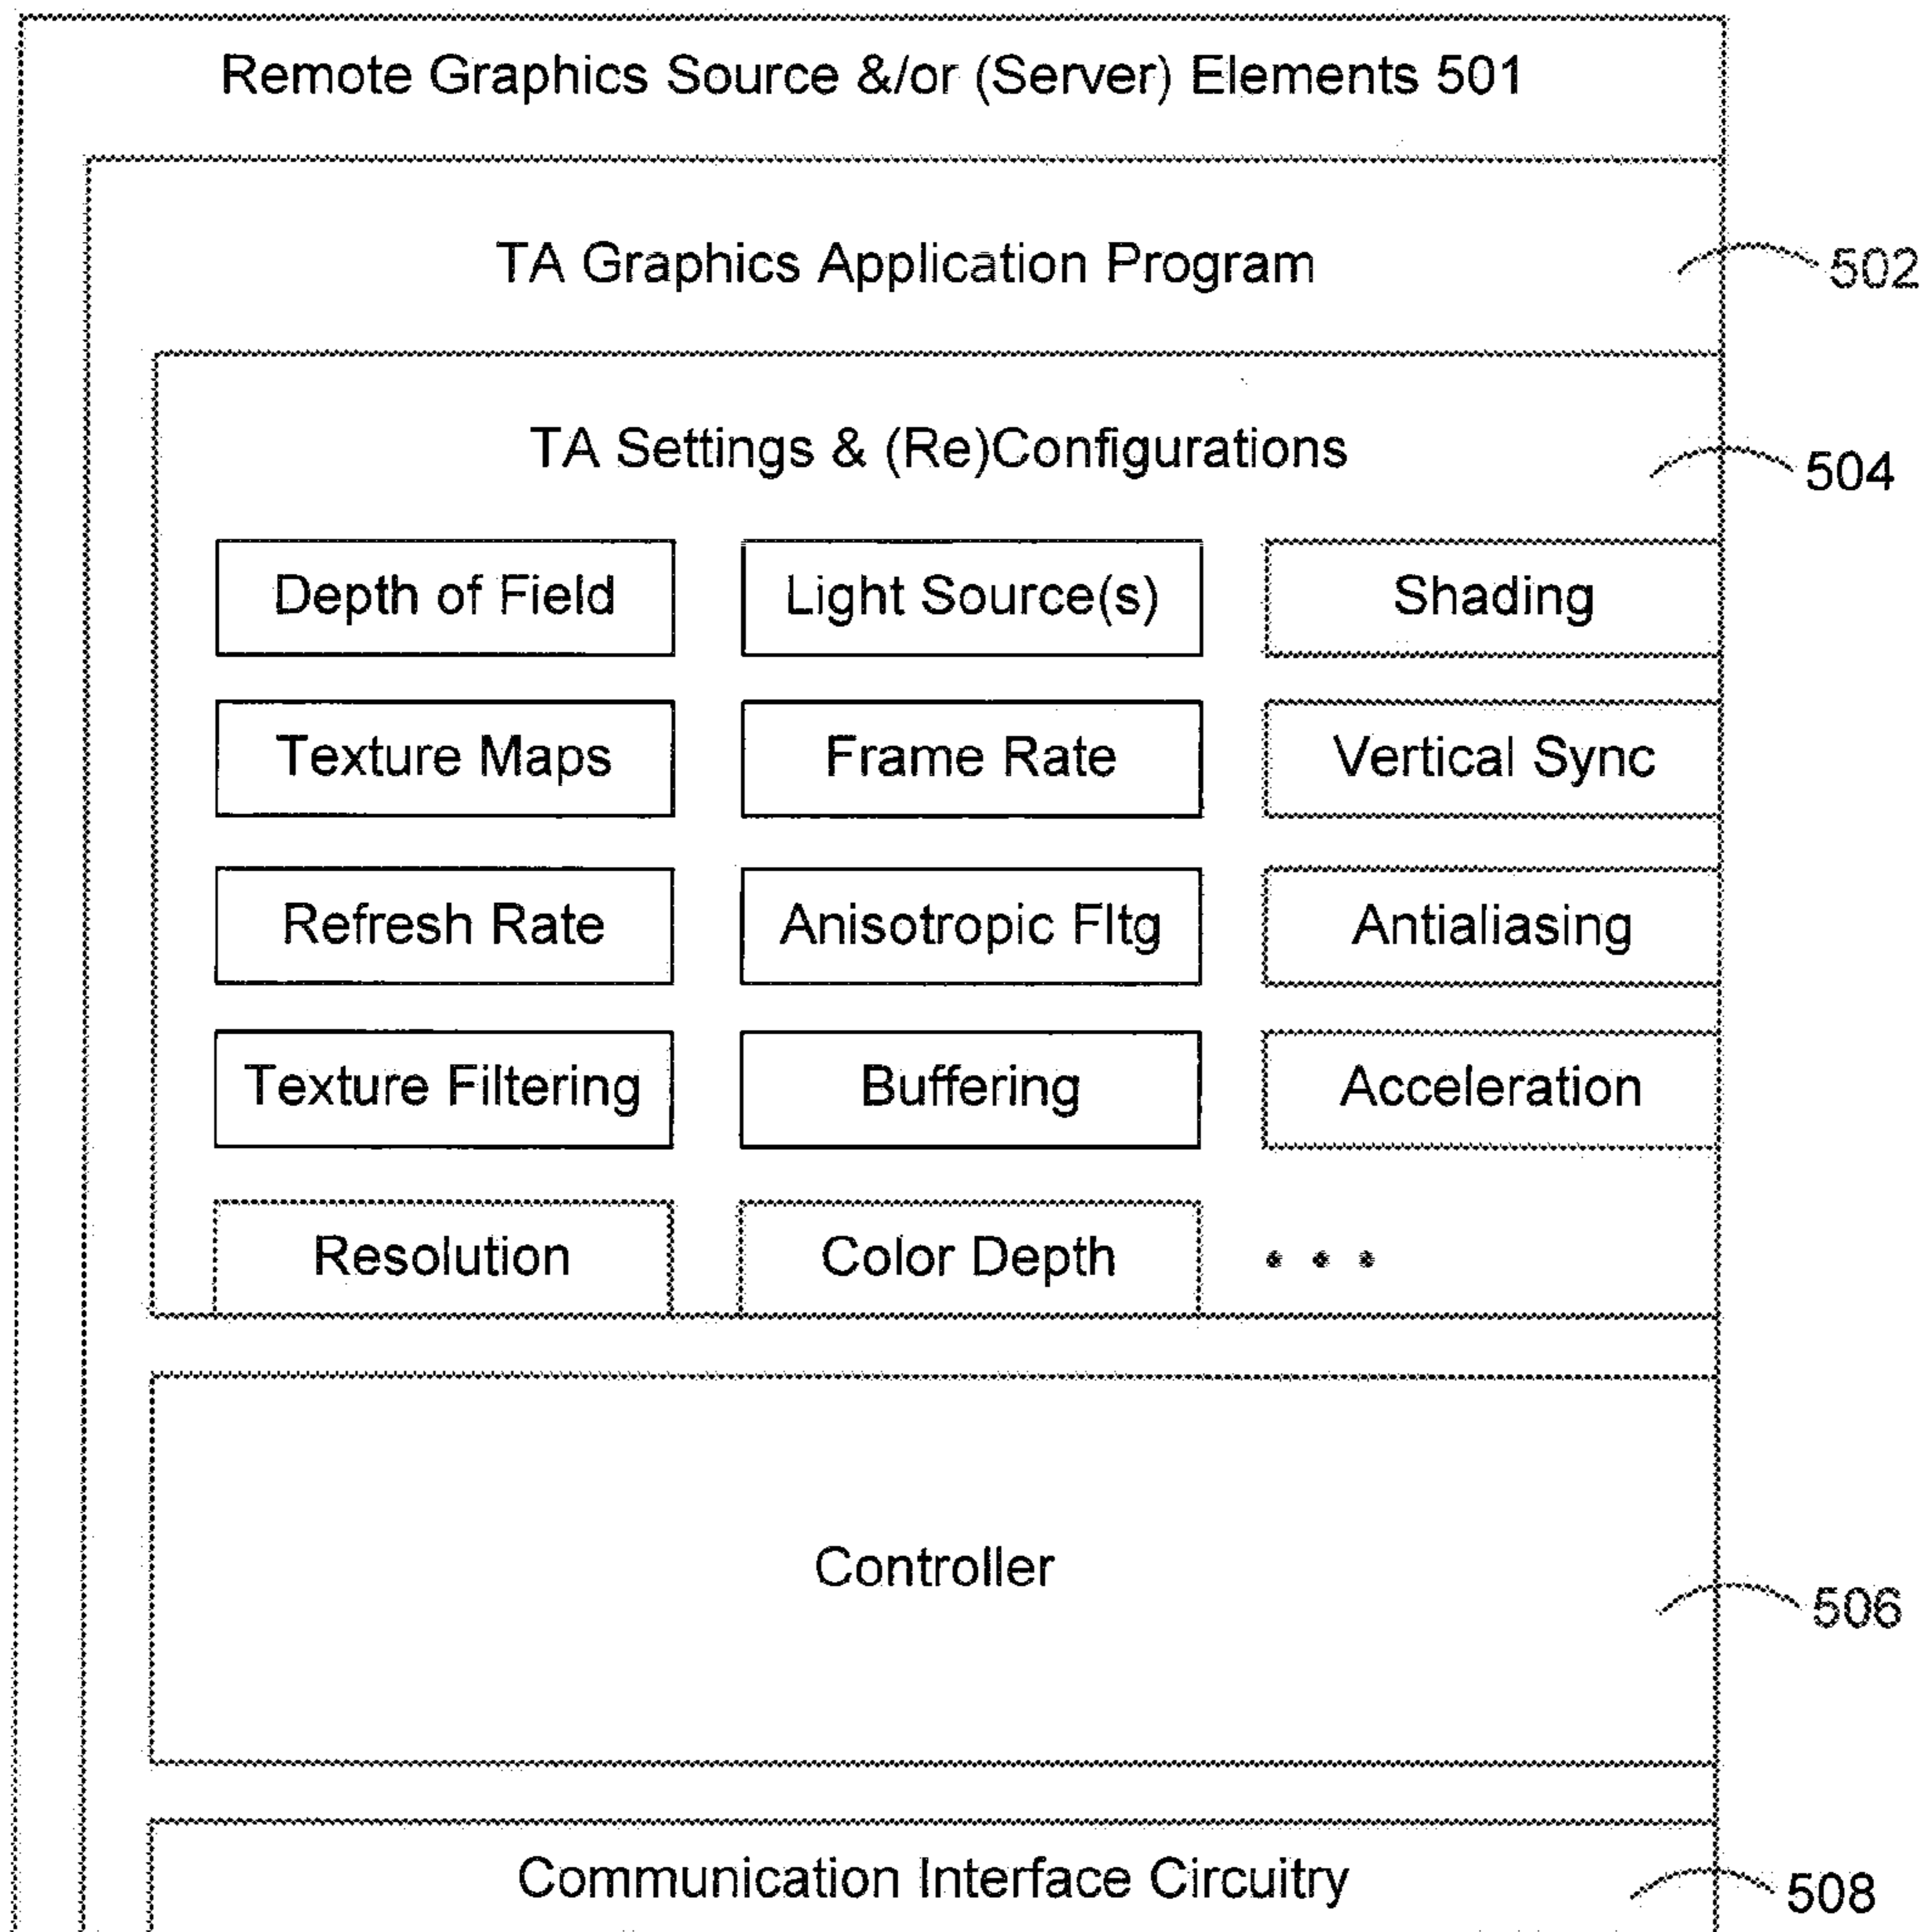 Remote Graphics Source &/or (Server) Elements 501
TA Graphics Application Program
502
TA Settings & (Re)Configurations
504
Depth of Field
Light Source(s)
Shading
Texture Maps
Frame Rate
Vertical Sync
Refresh Rate
Anisotropic Fltg
Antialiasing
Texture Filtering
Buffering
Acceleration
Resolution
Color Depth
• • •
Controller
506
Communication Interface Circuitry
508